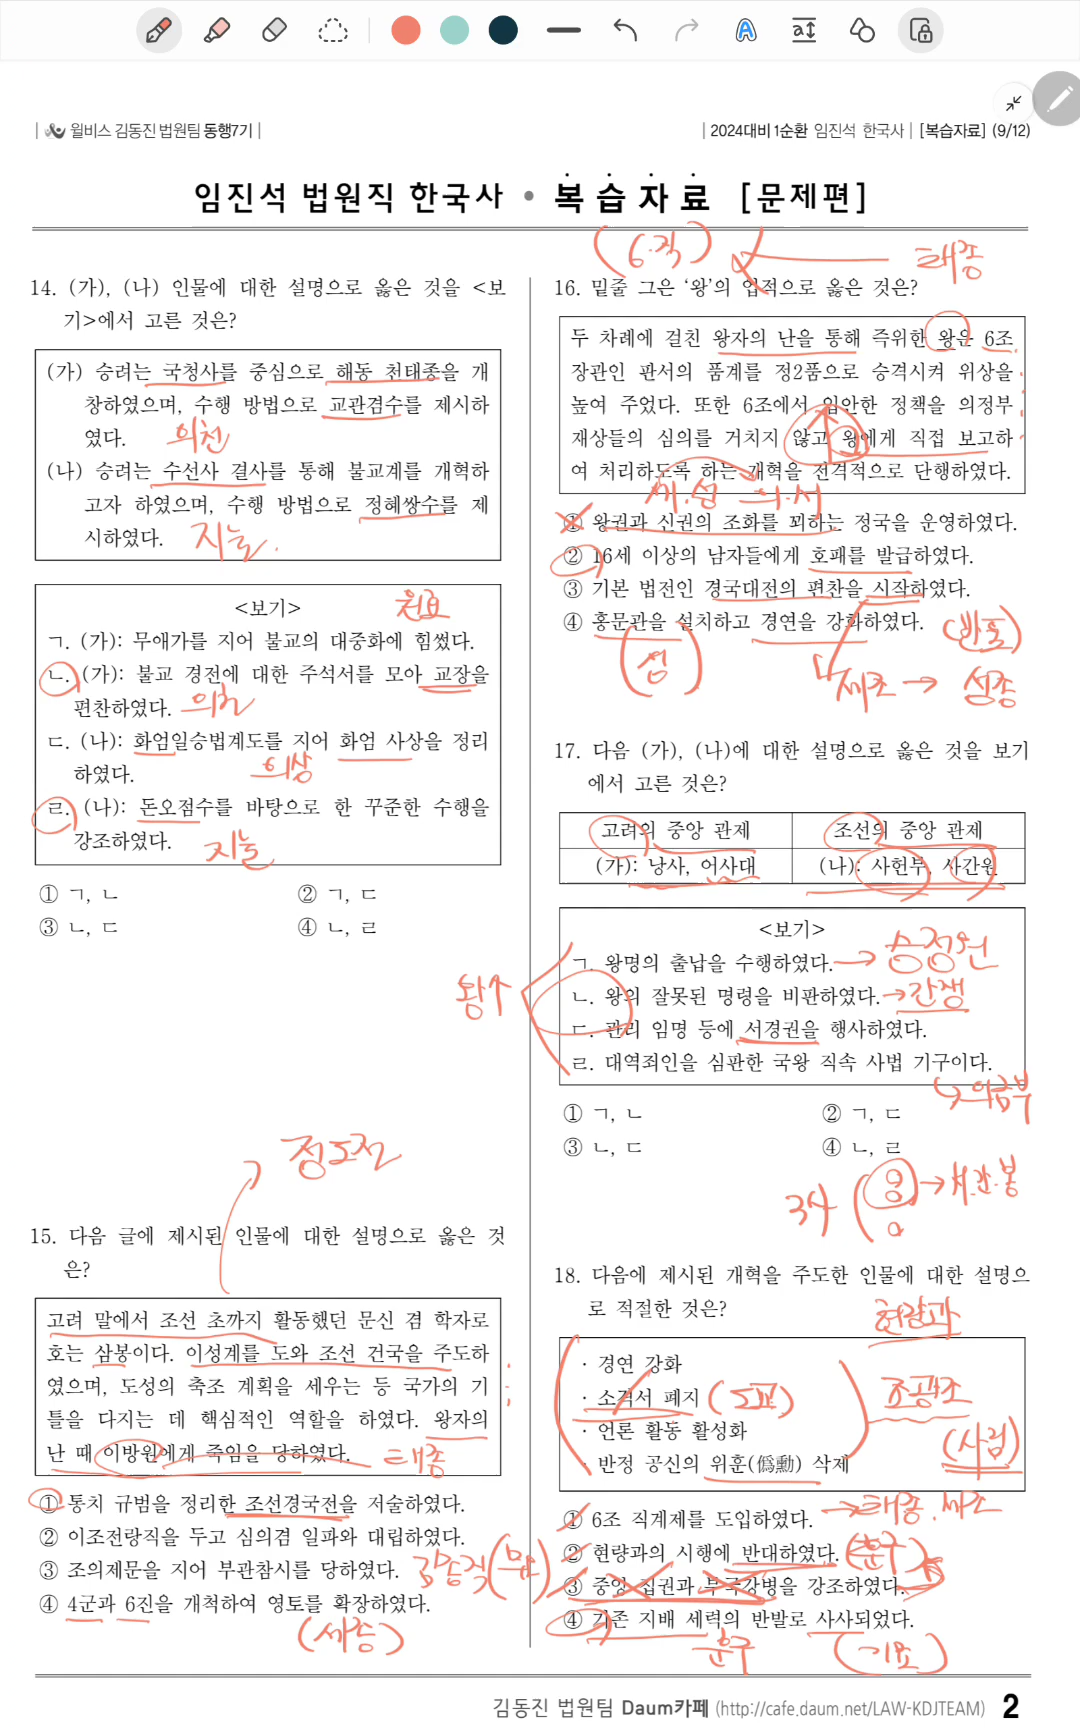 윌비스 김동진 법원팀 동행7기 |
| 2024대비 1순환 임진석 한국사 | [복습자료] (9/12)
임진석 법원직 한국사 • 복습자료 [문제편]
14. (가), (나) 인물에 대한 설명으로 옳은 것을 <보
기>에서 고른 것은?
(가) 승려는 국청사를 중심으로 해동 천태종을 개
창하였으며, 수행 방법으로 교관겸수를 제시하
였다.
의천
(나) 승려는 수선사 결사를 통해 불교계를 개혁하
고자 하였으며, 수행 방법으로 정혜쌍수를 제
시하였다.
지눌.
<보기>
원효
ㄱ. (가): 무애가를 지어 불교의 대중화에 힘썼다.
ㄴ. (가): 불교 경전에 대한 주석서를 모아 교장을
편찬하였다.
의천
ㄷ. (나): 화엄일승법계도를 지어 화엄 사상을 정리
하였다.
의상
ㄹ. (나): 돈오점수를 바탕으로 한 꾸준한 수행을
강조하였다.
지눌
① ㄱ, ㄴ
② ㄱ, ㄷ
③ ㄴ, ㄷ
④ ㄴ, ㄹ
정도전
15. 다음 글에 제시된 인물에 대한 설명으로 옳은 것
은?
고려 말에서 조선 초까지 활동했던 문신 겸 학자로
호는 삼봉이다. 이성계를 도와 조선 건국을 주도하
였으며, 도성의 축조 계획을 세우는 등 국가의 기
틀을 다지는 데 핵심적인 역할을 하였다. 왕자의
난 때 이방원에게 죽임을 당하였다.
태종
① 통치 규범을 정리한 조선경국전을 저술하였다.
② 이조전랑직을 두고 심의겸 일파와 대립하였다.
③ 조의제문을 지어 부관참시를 당하였다.
④ 4군과 6진을 개척하여 영토를 확장하였다.
(세종)
(6·직)
태종
16. 밑줄 그은 ‘왕’의 업적으로 옳은 것은?
두 차례에 걸친 왕자의 난을 통해 즉위한 왕은 6조
장관인 판서의 품계를 정2품으로 승격시켜 위상을
높여 주었다. 또한 6조에서 입안한 정책을 의정부
재상들의 심의를 거치지 않고 왕에게 직접 보고하
여 처리하도록 하는 개혁을 전격적으로 단행하였다.
세.성 의.서
① 왕권과 신권의 조화를 꾀하는 정국을 운영하였다.
② 16세 이상의 남자들에게 호패를 발급하였다.
③ 기본 법전인 경국대전의 편찬을 시작하였다.
④ 홍문관을 설치하고 경연을 강화하였다.
(반포)
(성)
세조 → 성종
17. 다음 (가), (나)에 대한 설명으로 옳은 것을 보기
에서 고른 것은?
고려의 중앙 관제
조선의 중앙 관제
(가): 낭사, 어사대
(나): 사헌부, 사간원
<보기>
ㄱ. 왕명의 출납을 수행하였다.
→ 승정원
왕↑
ㄴ. 왕의 잘못된 명령을 비판하였다.
→간쟁
ㄷ. 관리 임명 등에 서경권을 행사하였다.
ㄹ. 대역죄인을 심판한 국왕 직속 사법 기구이다.
의금부
① ㄱ, ㄴ
② ㄱ, ㄷ
③ ㄴ, ㄷ
④ ㄴ, ㄹ
3사
→ 서.간.봉
18. 다음에 제시된 개혁을 주도한 인물에 대한 설명으
로 적절한 것은?
현량과
· 경연 강화
· 소격서 폐지
(도교)
조광조
· 언론 활동 활성화
(사림)
· 반정 공신의 위훈(僞勳) 삭제
① 6조 직계제를 도입하였다.
→ 태종.세조
② 현량과의 시행에 반대하였다.
(훈구)
③ 중앙 집권과 부국강병을 강조하였다.
④ 기존 지배 세력의 반발로 사사되었다.
훈구
(기묘)
김동진 법원팀 Daum카페 (http://cafe.daum.net/LAW-KDJTEAM) 2